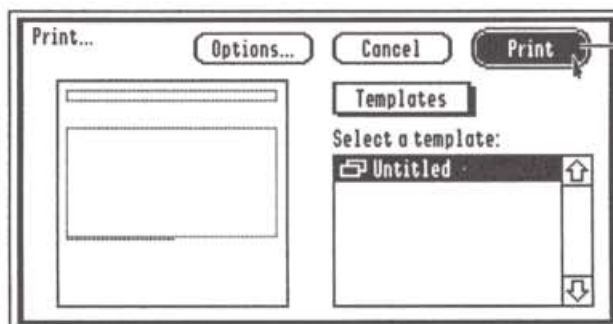 Print...
Options... Cancel Print
Templates
Select a template:
Untitled